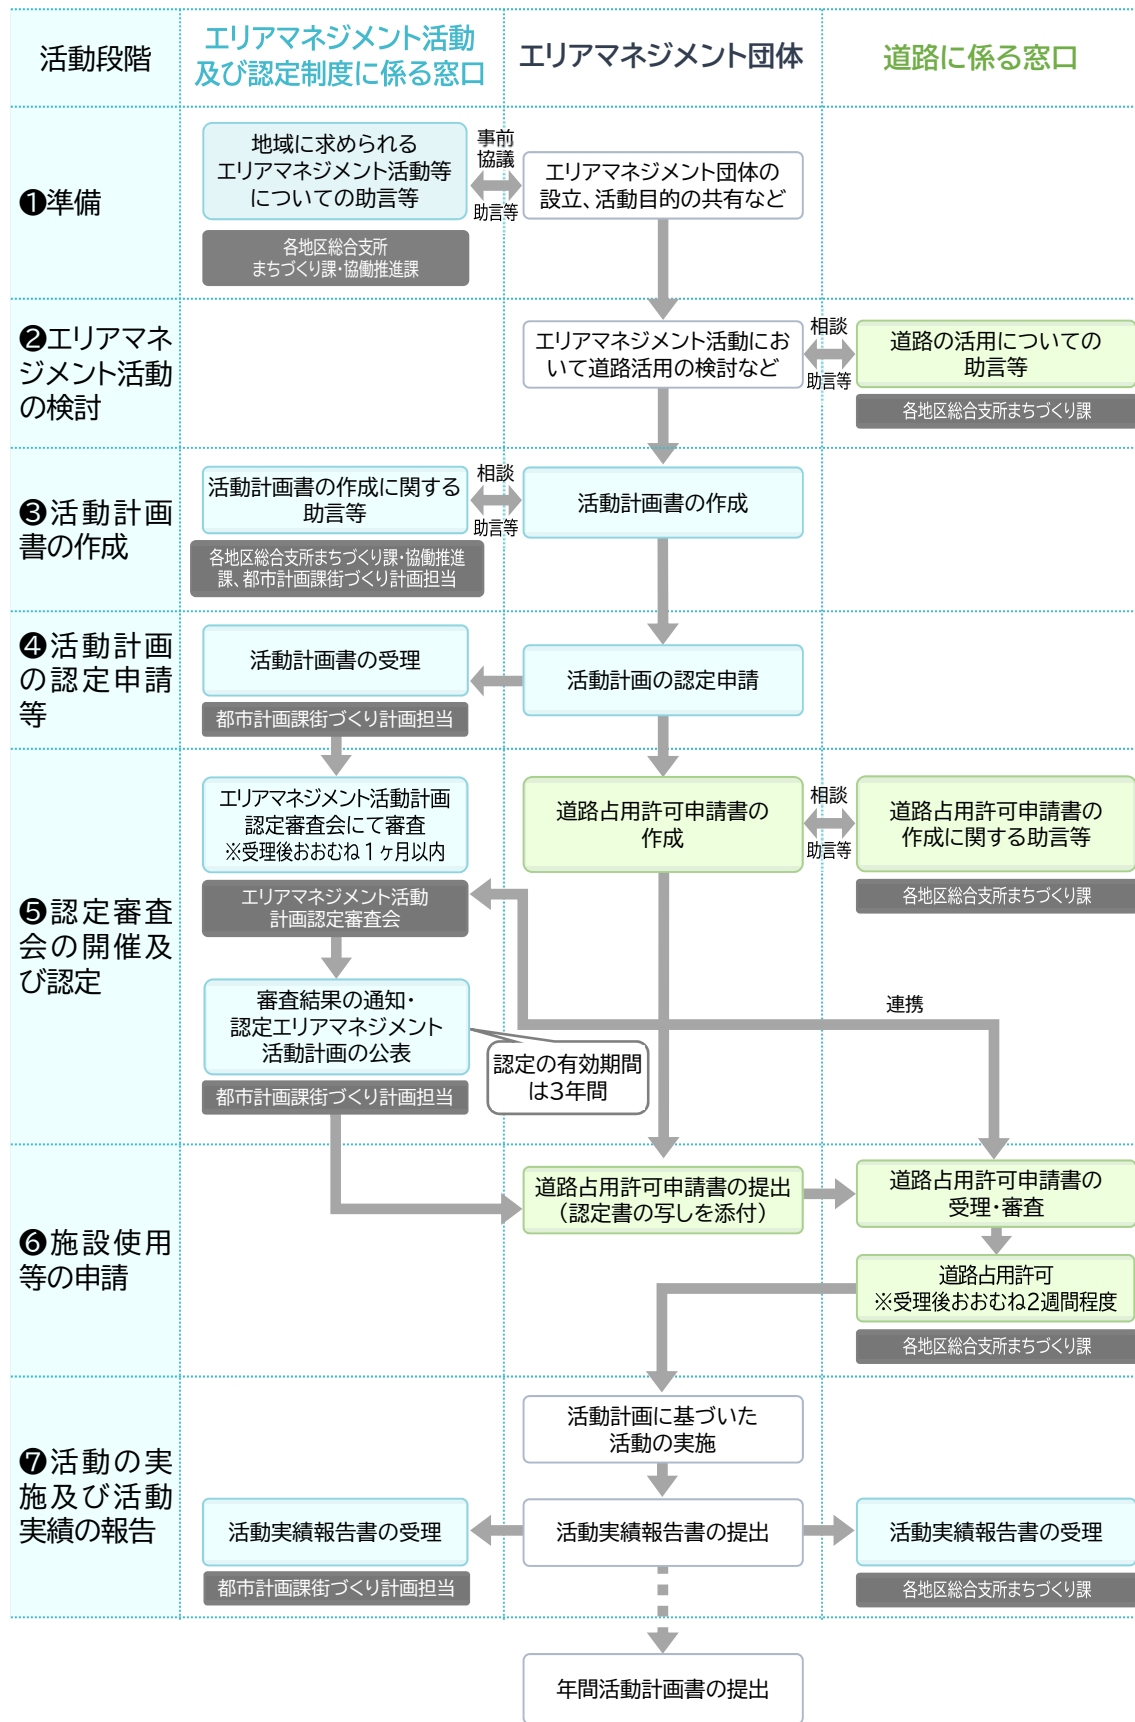 活動段階
エリアマネジメント活動
及び認定制度に係る窓口
エリアマネジメント団体
道路に係る窓口
❶準備
地域に求められる
エリアマネジメント活動等
についての助言等
各地区総合支所
まちづくり課・協働推進課
事前
協議
助言等
エリアマネジメント団体の
設立、活動目的の共有など
❷エリアマネ
ジメント活動
の検討
エリアマネジメント活動にお
いて道路活用の検討など
相談
助言等
道路の活用についての
助言等
各地区総合支所まちづくり課
❸活動計画
書の作成
活動計画書の作成に関する
助言等
各地区総合支所まちづくり課・協働推進
課、都市計画課街づくり計画担当
相談
助言等
活動計画書の作成
❹活動計画
の認定申請
等
活動計画書の受理
都市計画課街づくり計画担当
活動計画の認定申請
❺認定審査
会の開催及
び認定
エリアマネジメント活動計画
認定審査会にて審査
※受理後おおむね1ヶ月以内
エリアマネジメント活動
計画認定審査会
審査結果の通知・
認定エリアマネジメント
活動計画の公表
都市計画課街づくり計画担当
認定の有効期間
は3年間
道路占用許可申請書の
作成
相談
助言等
道路占用許可申請書の
作成に関する助言等
各地区総合支所まちづくり課
連携
❻施設使用
等の申請
道路占用許可申請書の提出
（認定書の写しを添付）
道路占用許可申請書の
受理・審査
道路占用許可
※受理後おおむね2週間程度
各地区総合支所まちづくり課
❼活動の実
施及び活動
実績の報告
活動計画に基づいた
活動の実施
活動実績報告書の受理
都市計画課街づくり計画担当
活動実績報告書の提出
活動実績報告書の受理
各地区総合支所まちづくり課
年間活動計画書の提出